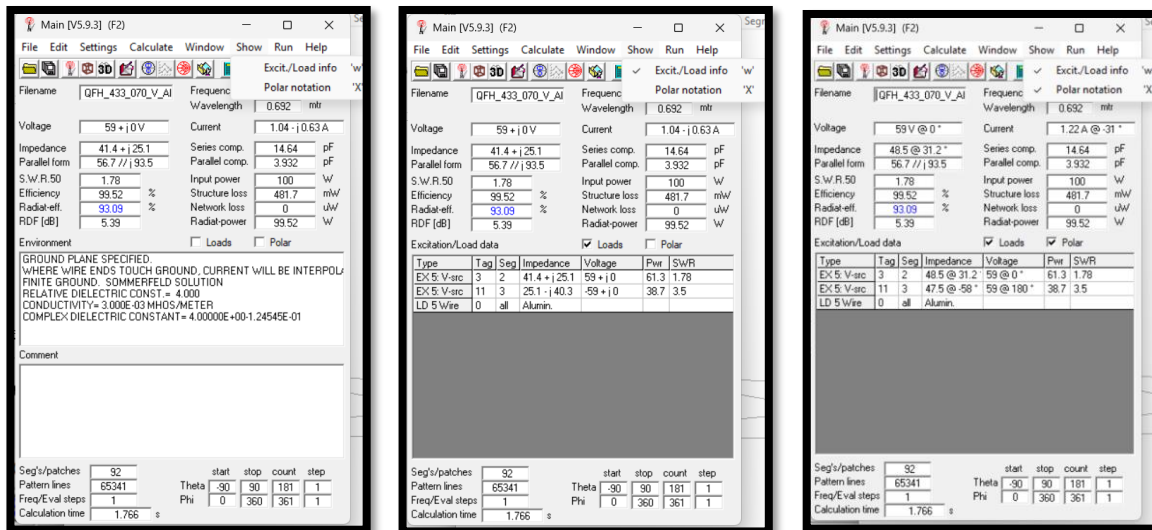 Main [V5.9.3] (F2)
File Edit Settings Calculate Window Show Run Help
3D
Excit./Load info 'w'
Polar notation 'X'
Filename QFH_433_070_V_Al Frequenc
Wavelength 0.692 mtr
Voltage 59 + j 0 V Current 1.04 - j 0.63 A
Impedance 41.4 + j 25.1 Series comp. 14.64 pF
Parallel form 56.7 // j 93.5 Parallel comp. 3.932 pF
S.W.R.50 1.78 Input power 100 W
Efficiency 99.52 % Structure loss 481.7 mW
Radiat-eff. 93.09 % Network loss 0 uW
RDF [dB] 5.39 Radiat-power 99.52 W
Environment Loads Polar
GROUND PLANE SPECIFIED.
WHERE WIRE ENDS TOUCH GROUND, CURRENT WILL BE INTERPOL
FINITE GROUND. SOMMERFELD SOLUTION
RELATIVE DIELECTRIC CONST.= 4.000
CONDUCTIVITY= 3.000E-03 MHOS/METER
COMPLEX DIELECTRIC CONSTANT= 4.00000E+00-1.24545E-01
Comment
Seg's/patches 92 start stop count step
Pattern lines 65341 Theta -90 90 181 1
Freq/Eval steps 1 Phi 0 360 361 1
Calculation time 1.766 s
Main [V5.9.3] (F2)
Segr
File Edit Settings Calculate Window Show Run Help
3D
✓ Excit./Load info 'w'
Polar notation 'X'
Filename QFH_433_070_V_Al Frequenc
Wavelength 0.692 mtr
Voltage 59 + j 0 V Current 1.04 - j 0.63 A
Impedance 41.4 + j 25.1 Series comp. 14.64 pF
Parallel form 56.7 // j 93.5 Parallel comp. 3.932 pF
S.W.R.50 1.78 Input power 100 W
Efficiency 99.52 % Structure loss 481.7 mW
Radiat-eff. 93.09 % Network loss 0 uW
RDF [dB] 5.39 Radiat-power 99.52 W
Excitation/Load data Loads Polar
Type Tag Seg Impedance Voltage Pwr SWR
EX 5: V-src 3 2 41.4 + j 25.1 59 + j 0 61.3 1.78
EX 5: V-src 11 3 25.1 - j 40.3 -59 + j 0 38.7 3.5
LD 5 Wire 0 all Alumin.
Seg's/patches 92 start stop count step
Pattern lines 65341 Theta -90 90 181 1
Freq/Eval steps 1 Phi 0 360 361 1
Calculation time 1.766 s
Main [V5.9.3] (F2)
File Edit Settings Calculate Window Show Run Help
3D
✓ Excit./Load info 'w'
✓ Polar notation 'X'
Filename QFH_433_070_V_Al Frequenc
Wavelength 0.692 mtr
Voltage 59 V @ 0 ° Current 1.22 A @ -31 °
Impedance 48.5 @ 31.2 ° Series comp. 14.64 pF
Parallel form 56.7 // j 93.5 Parallel comp. 3.932 pF
S.W.R.50 1.78 Input power 100 W
Efficiency 99.52 % Structure loss 481.7 mW
Radiat-eff. 93.09 % Network loss 0 uW
RDF [dB] 5.39 Radiat-power 99.52 W
Excitation/Load data Loads Polar
Type Tag Seg Impedance Voltage Pwr SWR
EX 5: V-src 3 2 48.5 @ 31.2 ° 59 @ 0 ° 61.3 1.78
EX 5: V-src 11 3 47.5 @ -58 ° 59 @ 180 ° 38.7 3.5
LD 5 Wire 0 all Alumin.
Seg's/patches 92 start stop count step
Pattern lines 65341 Theta -90 90 181 1
Freq/Eval steps 1 Phi 0 360 361 1
Calculation time 1.766 s